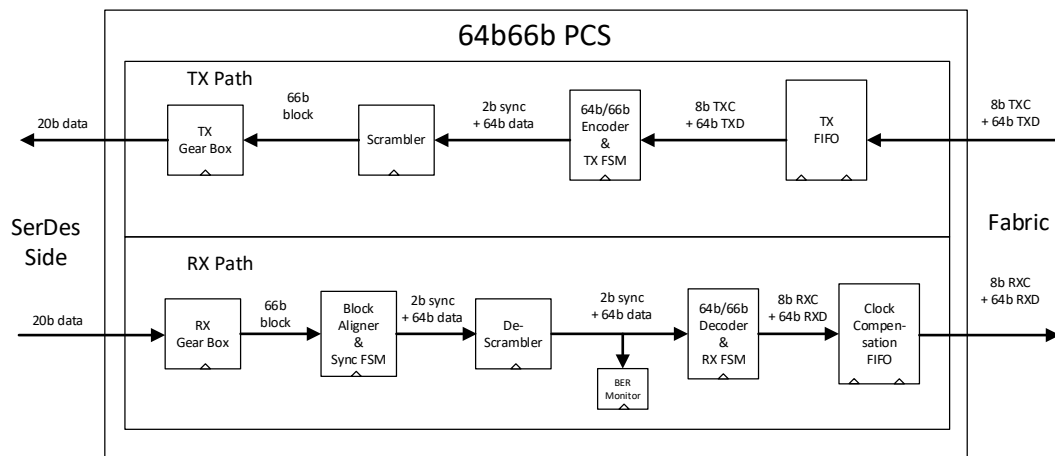 64b66b PCS
TX Path
20b data
TX
Gear Box
66b
block
Scrambler
2b sync
+ 64b data
64b/66b
Encoder
&
TX FSM
8b TXC
+ 64b TXD
TX
FIFO
8b TXC
+ 64b TXD
SerDes
Side
Fabric
RX Path
20b data
RX
Gear Box
66b
block
Block
Aligner
&
Sync FSM
2b sync
+ 64b data
De-
Scrambler
2b sync
+ 64b data
BER
Monitor
64b/66b
Decoder
&
RX FSM
8b RXC
+ 64b RXD
Clock
Compen-
sation
FIFO
8b RXC
+ 64b RXD